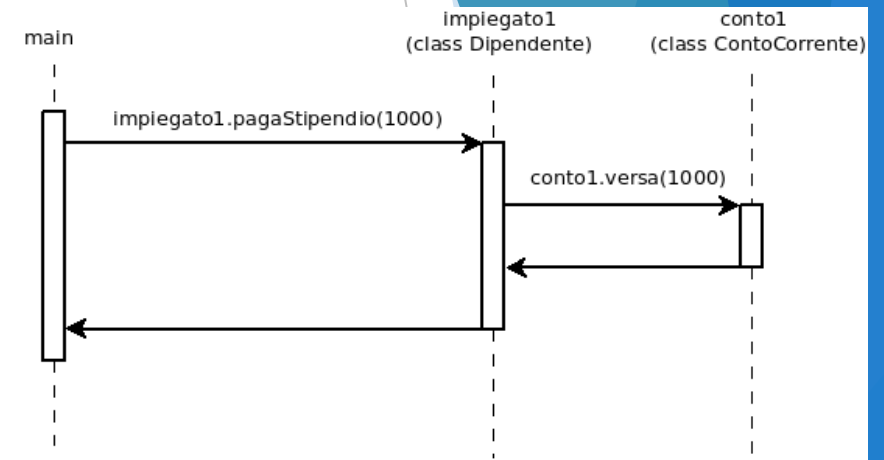 main
impiegato1
(class Dipendente)
conto1
(class ContoCorrente)
impiegato1.pagaStipendio(1000)
conto1.versa(1000)